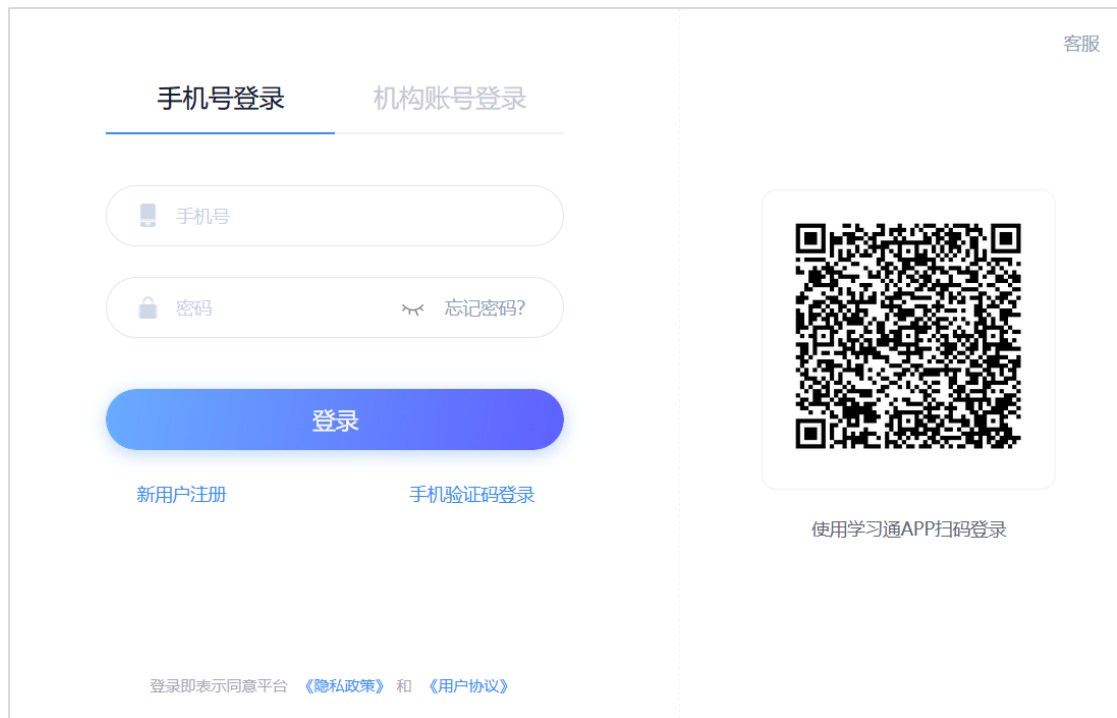 客服
手机号登录 机构账号登录
手机号
密码 忘记密码?
登录
新用户注册 手机验证码登录
使用学习通APP扫码登录
登录即表示同意平台 《隐私政策》 和 《用户协议》